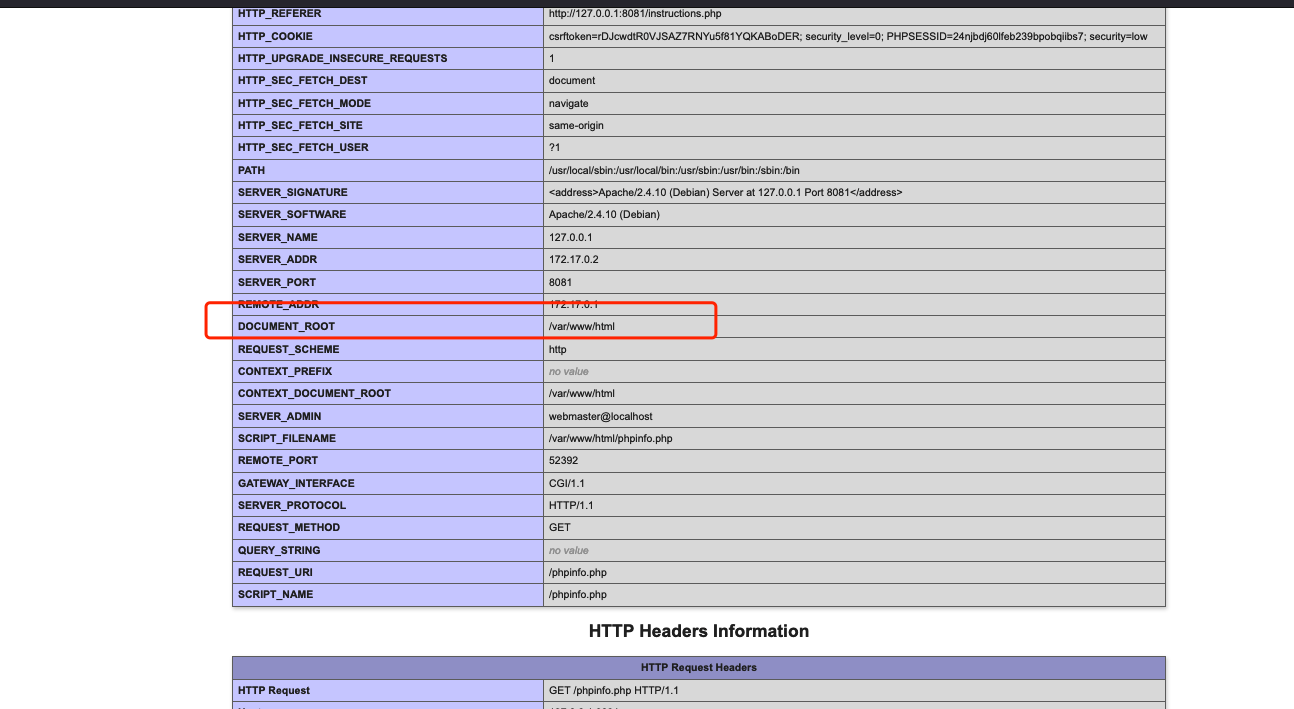 HTTP_REFERER http://127.0.0.1:8081/instructions.php
HTTP_COOKIE csrftoken=rDJcwdtR0VJSAZ7RNYu5f81YQKABoDER; security_level=0; PHPSESSID=24njbdj60lfeb239bpobqiibs7; security=low
HTTP_UPGRADE_INSECURE_REQUESTS 1
HTTP_SEC_FETCH_DEST document
HTTP_SEC_FETCH_MODE navigate
HTTP_SEC_FETCH_SITE same-origin
HTTP_SEC_FETCH_USER ?1
PATH /usr/local/sbin:/usr/local/bin:/usr/sbin:/usr/bin:/sbin:/bin
SERVER_SIGNATURE <address>Apache/2.4.10 (Debian) Server at 127.0.0.1 Port 8081</address>
SERVER_SOFTWARE Apache/2.4.10 (Debian)
SERVER_NAME 127.0.0.1
SERVER_ADDR 172.17.0.2
SERVER_PORT 8081
REMOTE_ADDR 172.17.0.1
DOCUMENT_ROOT /var/www/html
REQUEST_SCHEME http
CONTEXT_PREFIX no value
CONTEXT_DOCUMENT_ROOT /var/www/html
SERVER_ADMIN webmaster@localhost
SCRIPT_FILENAME /var/www/html/phpinfo.php
REMOTE_PORT 52392
GATEWAY_INTERFACE CGI/1.1
SERVER_PROTOCOL HTTP/1.1
REQUEST_METHOD GET
QUERY_STRING no value
REQUEST_URI /phpinfo.php
SCRIPT_NAME /phpinfo.php
HTTP Headers Information
HTTP Request Headers
HTTP Request GET /phpinfo.php HTTP/1.1